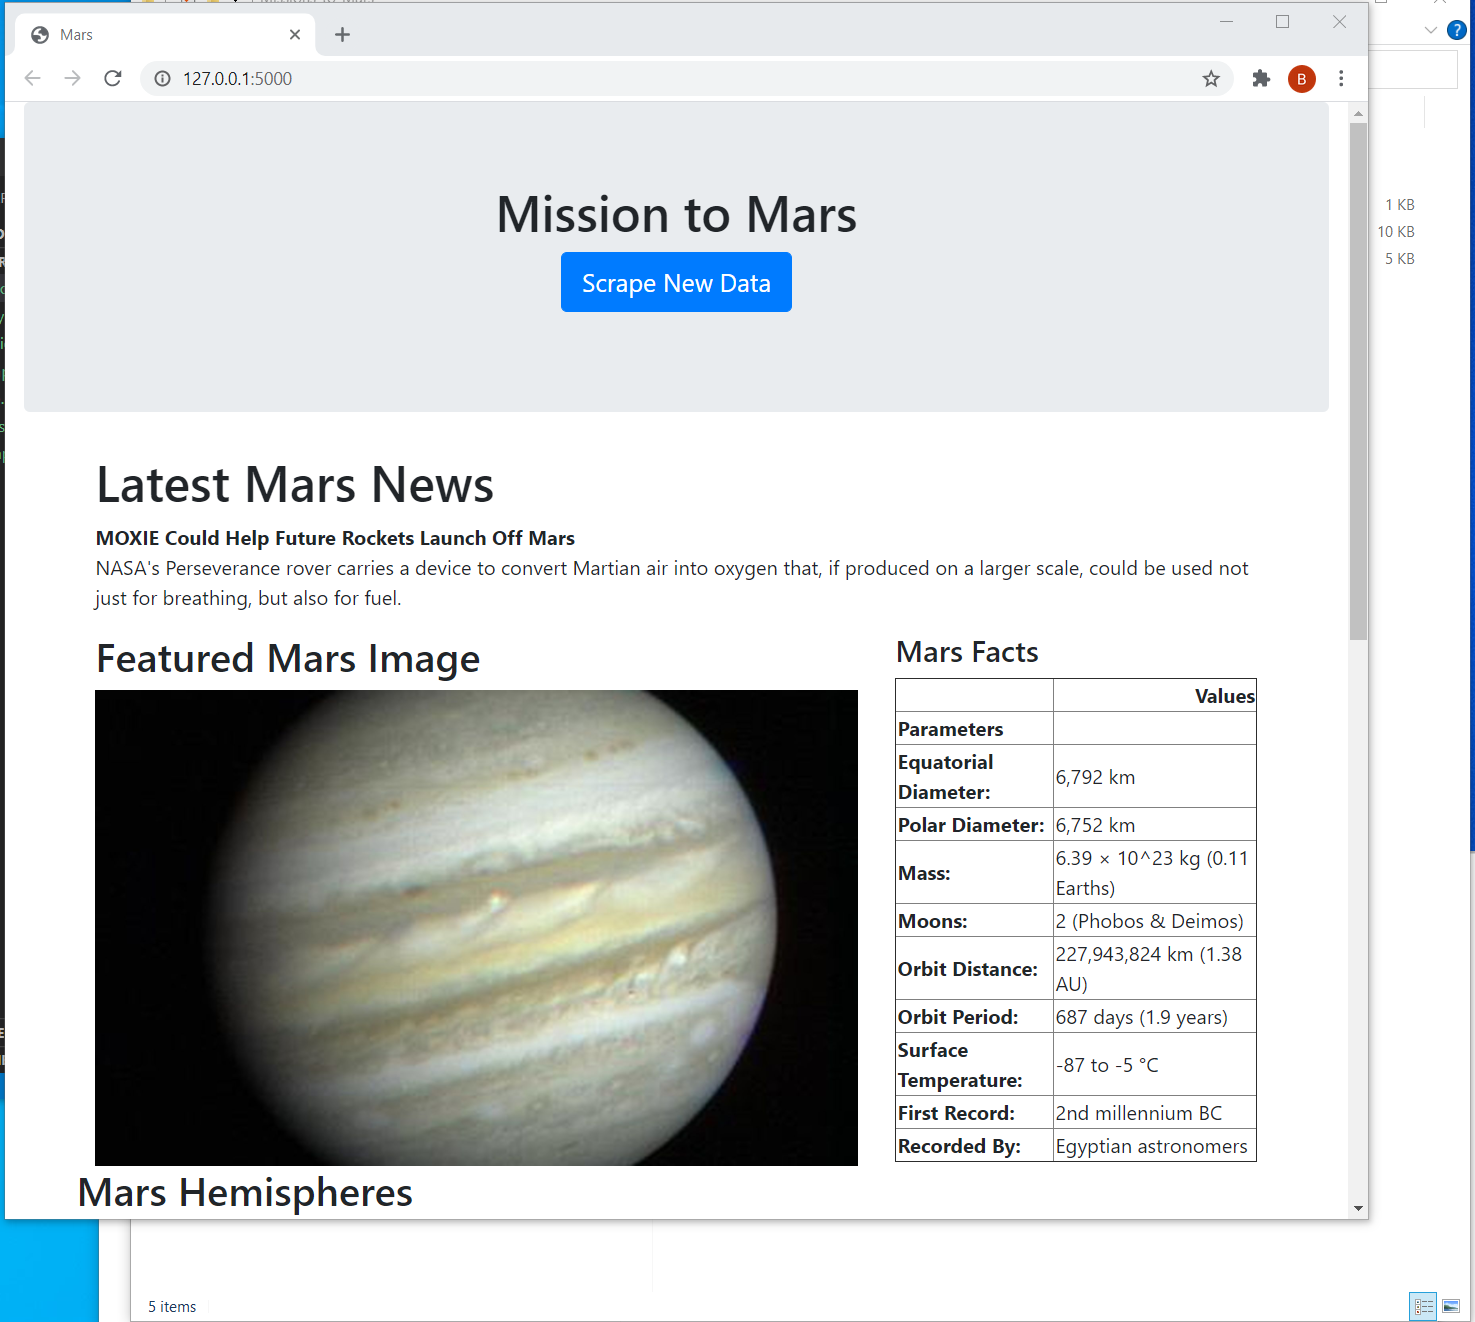 Mars
127.0.0.1:5000
B
?
Mission to Mars
Scrape New Data
1 KB
10 KB
5 KB
Latest Mars News
MOXIE Could Help Future Rockets Launch Off Mars
NASA's Perseverance rover carries a device to convert Martian air into oxygen that, if produced on a larger scale, could be used not
just for breathing, but also for fuel.
Featured Mars Image
Mars Facts
Values
Parameters
Equatorial
Diameter:
6,792 km
Polar Diameter:
6,752 km
Mass:
6.39 × 10^23 kg (0.11
Earths)
Moons:
2 (Phobos & Deimos)
Orbit Distance:
227,943,824 km (1.38
AU)
Orbit Period:
687 days (1.9 years)
Surface
Temperature:
-87 to -5 °C
First Record:
2nd millennium BC
Recorded By:
Egyptian astronomers
Mars Hemispheres
5 items